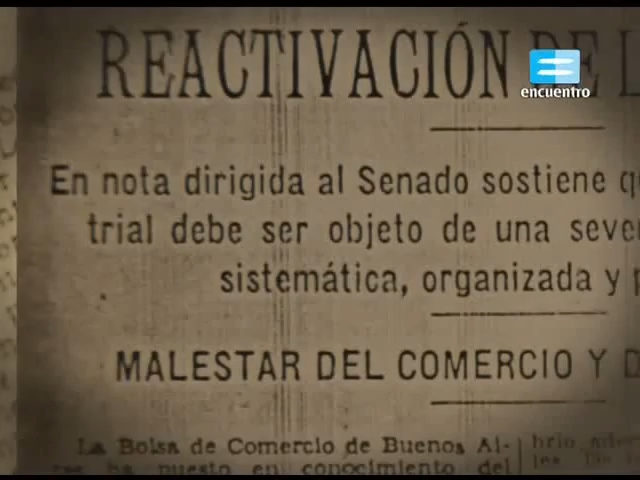 REACTIVACIÓN DE L
encuentro
En nota dirigida al Senado sostiene qu
trial debe ser objeto de una seve
sistemática, organizada y p
MALESTAR DEL COMERCIO Y D
La Bolsa de Comercio de Buenos Ai-
ha puesto en conocimiento del